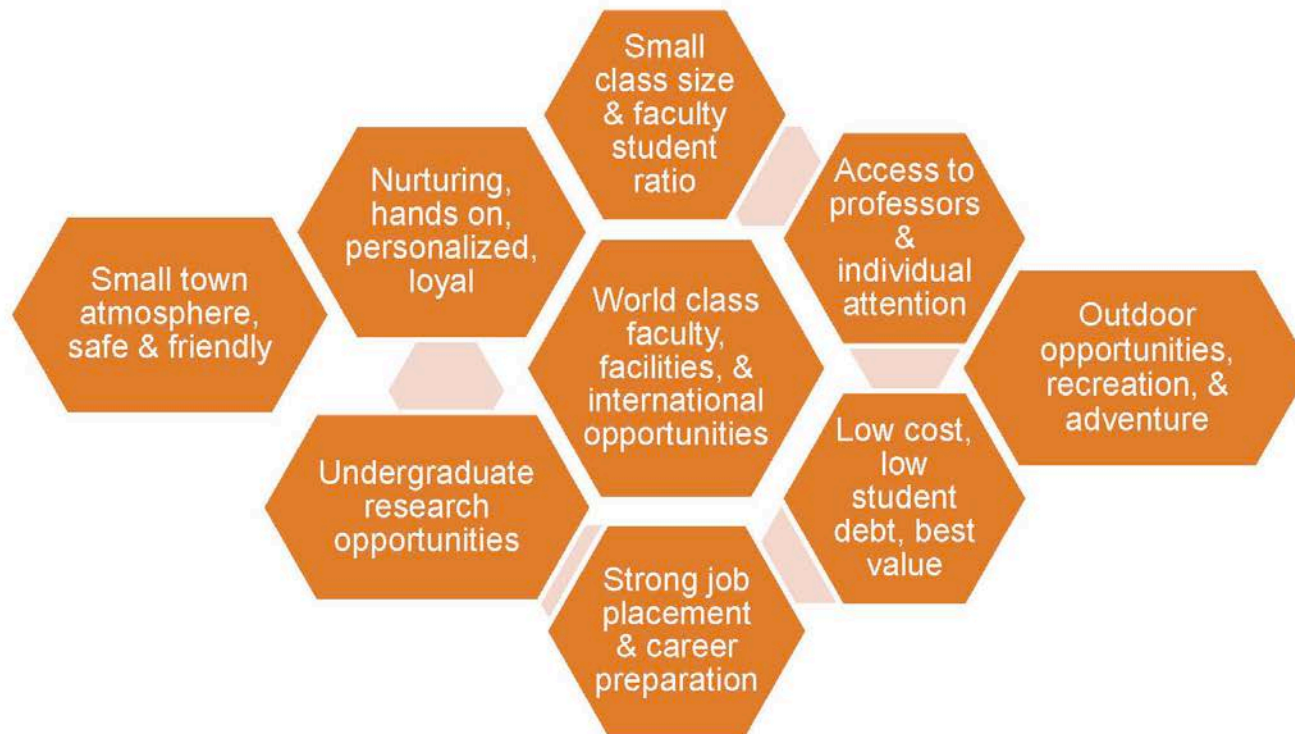 Small
class size
& faculty
student
ratio
Nurturing,
hands on,
personalized,
loyal
Access to
professors
&
individual
attention
Small town
atmosphere,
safe & friendly
World class
faculty,
facilities, &
international
opportunities
Outdoor
opportunities,
recreation, &
adventure
Undergraduate
research
opportunities
Low cost,
low
student
debt, best
value
Strong job
placement
& career
preparation